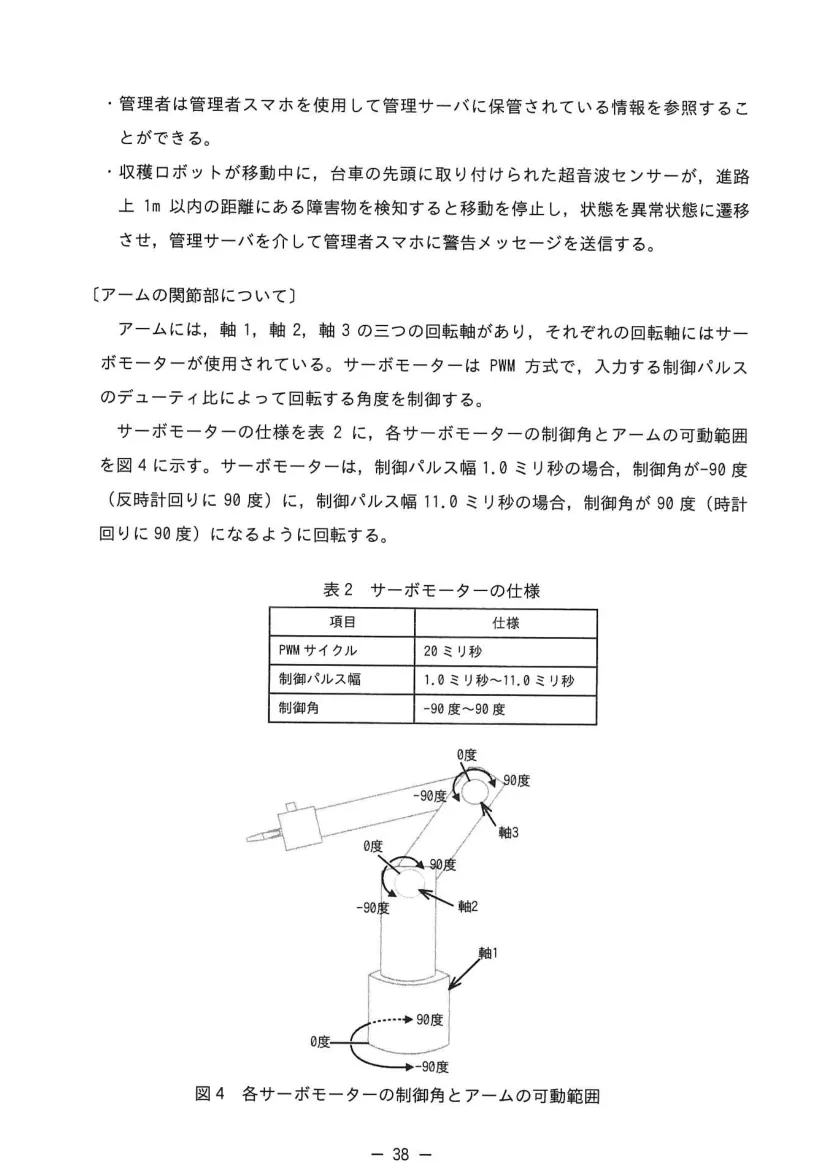 ・管理者は管理者スマホを使用して管理サーバに保管されている情報を参照するこ
とができる。
・収穫ロボットが移動中に，台車の先頭に取り付けられた超音波センサーが，進路
上 1m 以内の距離にある障害物を検知すると移動を停止し，状態を異常状態に遷移
させ，管理サーバを介して管理者スマホに警告メッセージを送信する。
〔アームの関節部について〕
アームには，軸 1，軸 2，軸 3 の三つの回転軸があり，それぞれの回転軸にはサー
ボモーターが使用されている。サーボモーターは PWM 方式で，入力する制御パルス
のデューティ比によって回転する角度を制御する。
サーボモーターの仕様を表 2 に，各サーボモーターの制御角とアームの可動範囲
を図 4 に示す。サーボモーターは，制御パルス幅 1.0 ミリ秒の場合，制御角が-90 度
（反時計回りに 90 度）に，制御パルス幅 11.0 ミリ秒の場合，制御角が 90 度（時計
回りに 90 度）になるように回転する。
表 2 サーボモーターの仕様
項目 仕様
PWM サイクル 20 ミリ秒
制御パルス幅 1.0 ミリ秒～11.0 ミリ秒
制御角 -90 度～90 度
0度
90度
-90度
軸3
0度
90度
-90度
軸2
軸1
90度
0度
-90度
図 4 各サーボモーターの制御角とアームの可動範囲
－ 38 －